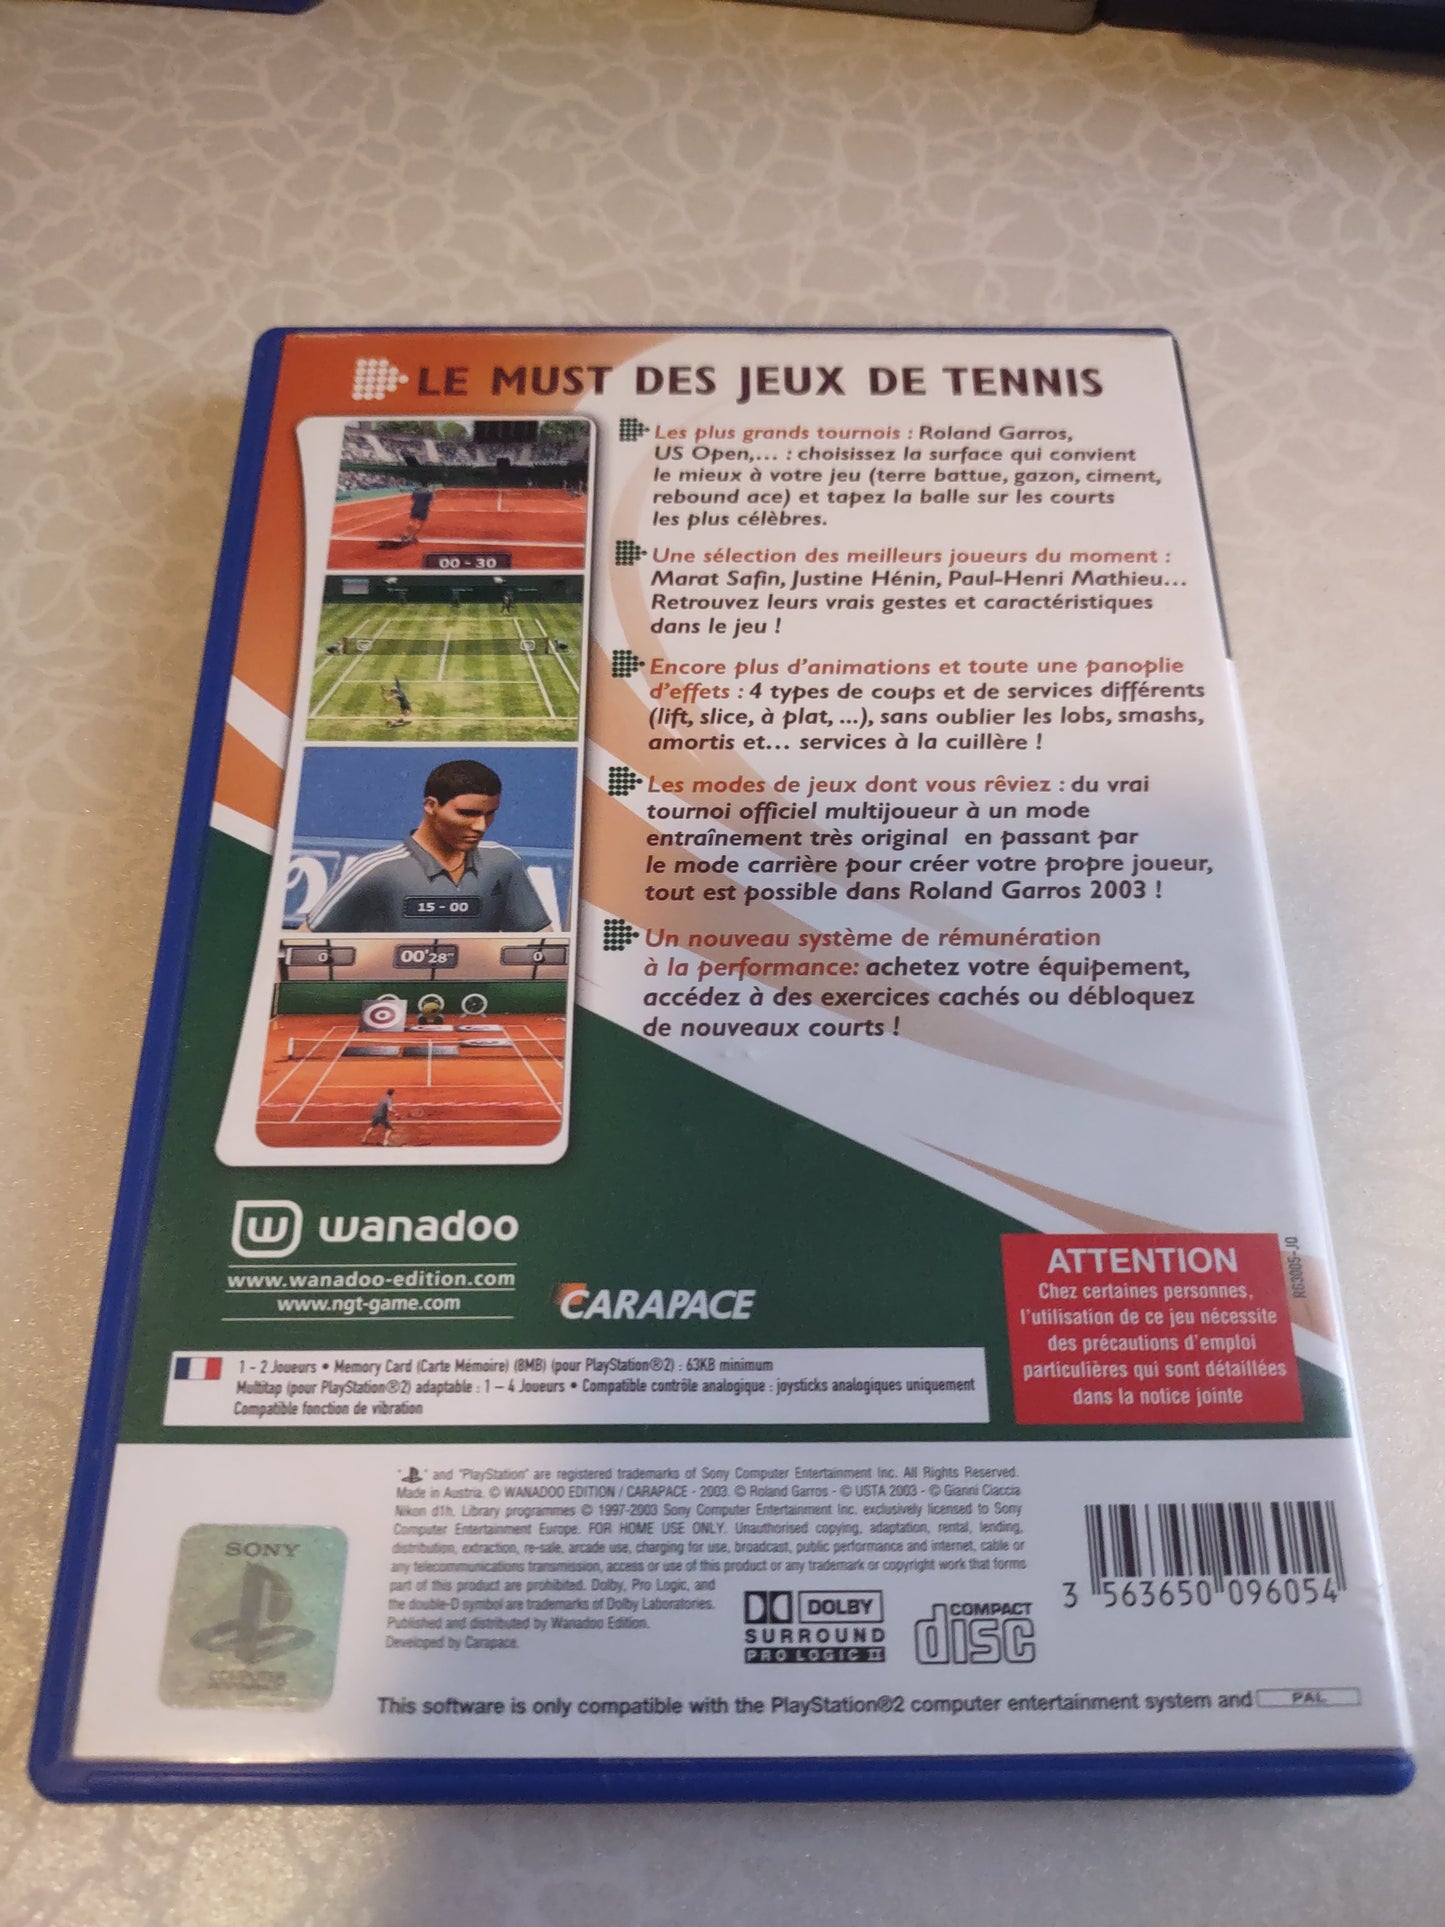 LE MUST DES JEUX DE TENNIS
Les plus grands tournois : Roland Garros,
US Open,... : choisissez la surface qui convient
le mieux à votre jeu (terre battue, gazon, ciment,
rebound ace) et tapez la balle sur les courts
les plus célèbres.
Une sélection des meilleurs joueurs du moment :
Marat Safin, Justine Hénin, Paul-Henri Mathieu...
Retrouvez leurs vrais gestes et caractéristiques
dans le jeu !
Encore plus d'animations et toute une panoplie
d'effets : 4 types de coups et de services différents
(lift, slice, à plat, ...), sans oublier les lobs, smashs,
amortis et... services à la cuillère !
Les modes de jeux dont vous rêviez : du vrai
tournoi officiel multijoueur à un mode
entraînement très original en passant par
le mode carrière pour créer votre propre joueur,
tout est possible dans Roland Garros 2003 !
Un nouveau système de rémunération
à la performance: achetez votre équipement,
accédez à des exercices cachés ou débloquez
de nouveaux courts !
00 - 30
15 - 00
0 00'28" 0
wanadoo
www.wanadoo-edition.com
www.ngt-game.com
CARAPACE
ATTENTION
Chez certaines personnes,
l'utilisation de ce jeu nécessite
des précautions d'emploi
particulières qui sont détaillées
dans la notice jointe
RG3005-JQ
1 - 2 Joueurs • Memory Card (Carte Mémoire) (8MB) (pour PlayStation®2) : 63KB minimum
Multitap (pour PlayStation®2) adaptable : 1 – 4 Joueurs • Compatible contrôle analogique : joysticks analogiques uniquement
Compatible fonction de vibration
" " and "PlayStation" are registered trademarks of Sony Computer Entertainment Inc. All Rights Reserved.
Made in Austria. © WANADOO EDITION / CARAPACE - 2003. © Roland Garros - © USTA 2003 - © Gianni Ciaccia
Nikon d1h. Library programmes © 1997-2003 Sony Computer Entertainment Inc. exclusively licensed to Sony
Computer Entertainment Europe. FOR HOME USE ONLY. Unauthorised copying, adaptation, rental, lending,
distribution, extraction, re-sale, arcade use, charging for use, broadcast, public performance and internet, cable or
any telecommunications transmission, access or use of this product or any trademark or copyright work that forms
part of this product are prohibited. Dolby, Pro Logic, and
the double-D symbol are trademarks of Dolby Laboratories.
Published and distributed by Wanadoo Edition.
Developed by Carapace.
SONY
COMPUTER
DOLBY
SURROUND
PRO LOGIC II
COMPACT
disc
3 563650 096054
This software is only compatible with the PlayStation®2 computer entertainment system and PAL